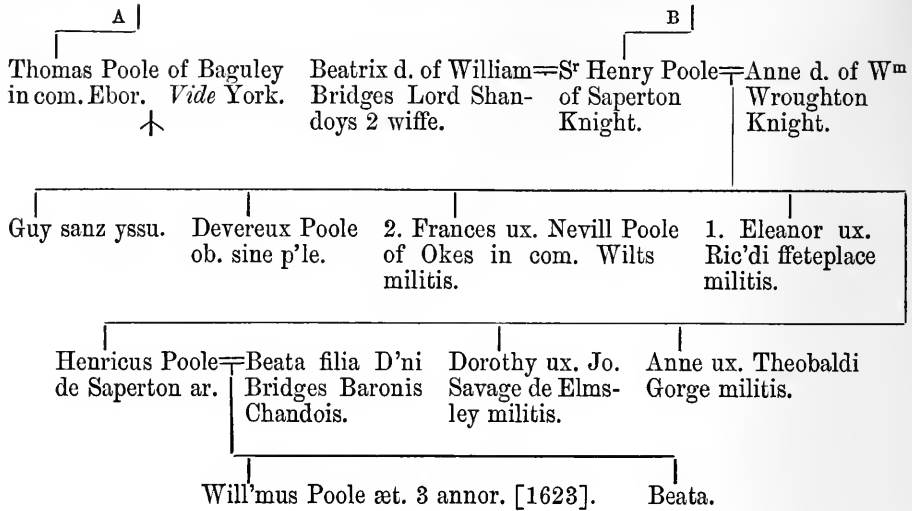 A B
Thomas Poole of Baguley
in com. Ebor. Vide York.
Beatrix d. of William=Sr Henry Poole=Anne d. of Wm
Bridges Lord Shan- of Saperton Wroughton
doys 2 wiffe. Knight. Knight.
Guy sanz yssu.
Devereux Poole
ob. sine p'le.
2. Frances ux. Nevill Poole
of Okes in com. Wilts
militis.
1. Eleanor ux.
Ric'di ffeteplace
militis.
Henricus Poole=Beata filia D'ni
de Saperton ar. Bridges Baronis
Chandois.
Dorothy ux. Jo.
Savage de Elms-
ley militis.
Anne ux. Theobaldi
Gorge militis.
Will'mus Poole æt. 3 annor. [1623].
Beata.